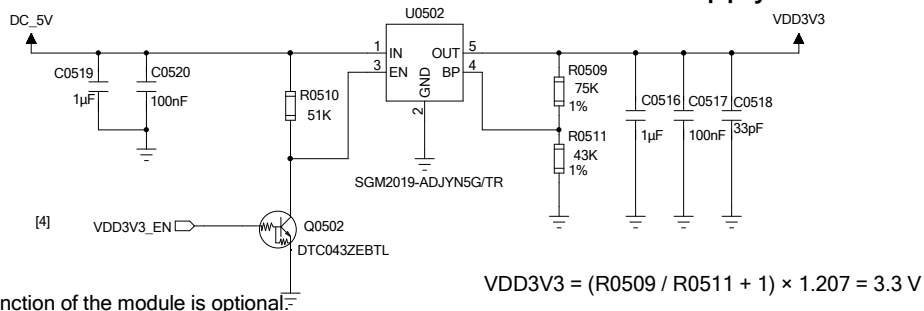 DC_5V
U0502
VDD3V3
1 IN OUT 5
3 EN BP 4
GND
2
C0519
1µF
C0520
100nF
R0510
51K
R0509
75K
1%
R0511
43K
1%
C0516
1µF
C0517
100nF
C0518
33pF
SGM2019-ADJYN5G/TR
[4]
VDD3V3_EN
Q0502
DTC043ZEBTL
VDD3V3 = (R0509 / R0511 + 1) × 1.207 = 3.3 V
nction of the module is optional.